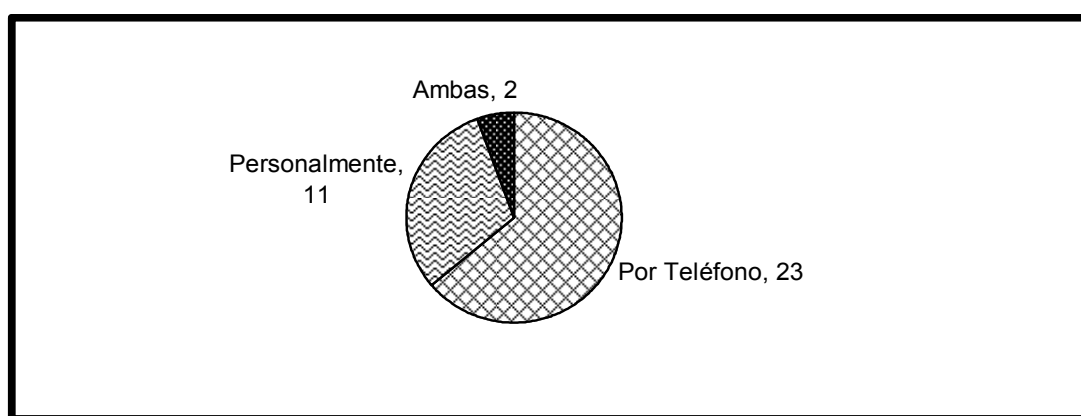 Ambas, 2
Personalmente,
11
Por Teléfono, 23